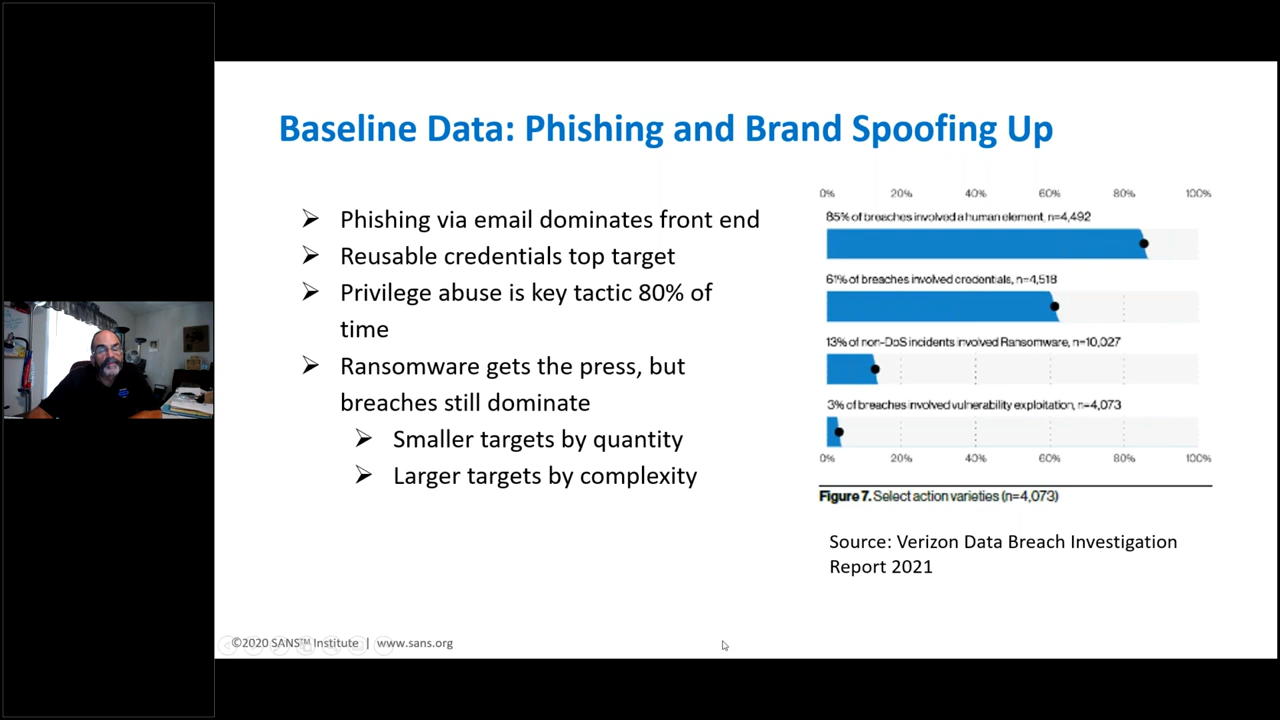 Baseline Data: Phishing and Brand Spoofing Up
Phishing via email dominates front end
Reusable credentials top target
Privilege abuse is key tactic 80% of
time
Ransomware gets the press, but
breaches still dominate
Smaller targets by quantity
Larger targets by complexity
0% 20% 40% 60% 80% 100%
85% of breaches involved a human element, n=4,492
61% of breaches involved credentials, n=4,518
13% of non-DoS incidents involved Ransomware, n=10,027
3% of breaches involved vulnerability exploitation, n=4,073
0% 20% 40% 60% 80% 100%
Figure 7. Select action varieties (n=4,073)
Source: Verizon Data Breach Investigation
Report 2021
©2020 SANS™ Institute | www.sans.org